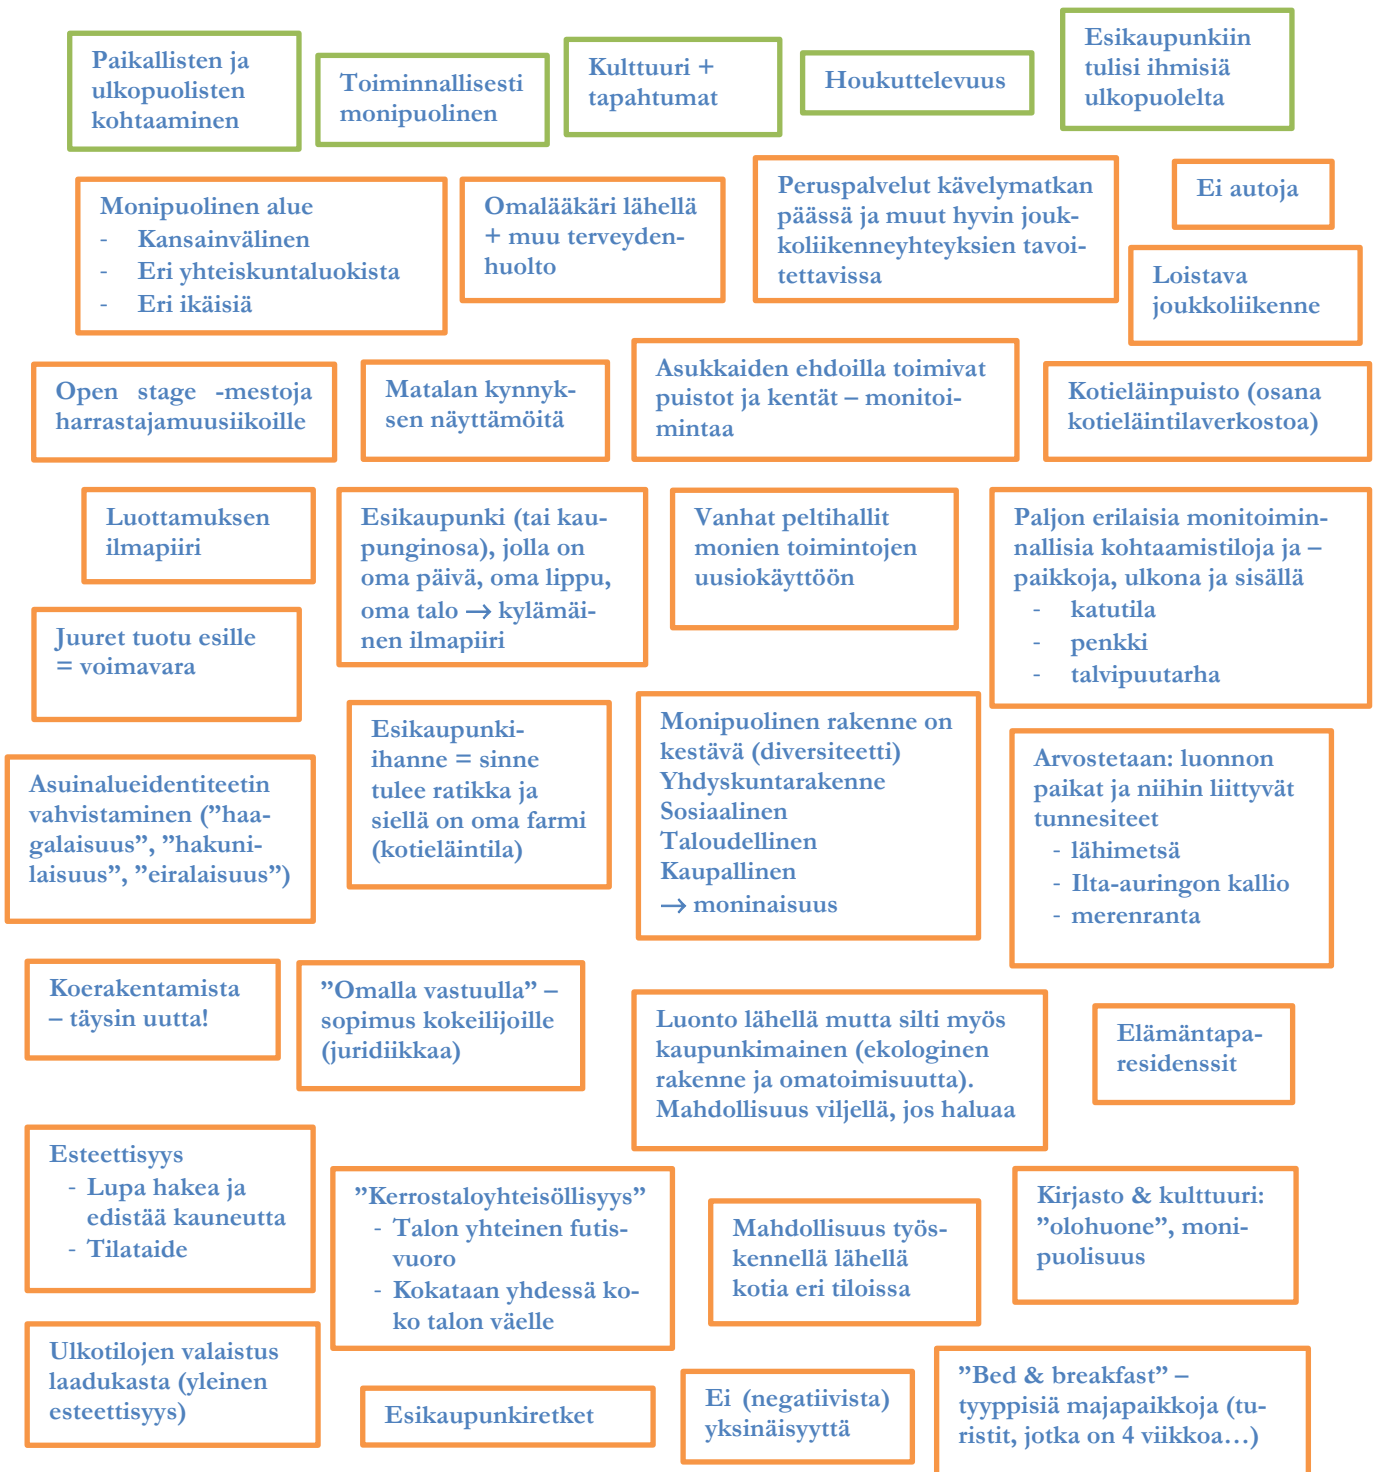 Paikallisten ja
ulkopuolisten
kohtaaminen
Toiminnallisesti
monipuolinen
Kulttuuri +
tapahtumat
Houkuttelevuus
Esikaupunkiin
tulisi ihmisiä
ulkopuolelta
Monipuolinen alue
- Kansainvälinen
- Eri yhteiskuntaluokista
- Eri ikäisiä
Omalääkäri lähellä
+ muu terveyden-
huolto
Peruspalvelut kävelymatkan
päässä ja muut hyvin jouk-
koliikenneyhteyksien tavoi-
tettavissa
Ei autoja
Loistava
joukkoliikenne
Open stage -mestoja
harrastajamuusiikoille
Matalan kynnyk-
sen näyttämöitä
Asukkaiden ehdoilla toimivat
puistot ja kentät – monitoi-
mintaa
Kotieläinpuisto (osana
kotieläintilaverkostoa)
Luottamuksen
ilmapiiri
Esikaupunki (tai kau-
punginosa), jolla on
oma päivä, oma lippu,
oma talo → kylämäi-
nen ilmapiiri
Vanhat peltihallit
monien toimintojen
uusiokäyttöön
Paljon erilaisia monitoimin-
nallisia kohtaamistiloja ja –
paikkoja, ulkona ja sisällä
- katutila
- penkki
- talvipuutarha
Juuret tuotu esille
= voimavara
Esikaupunki-
ihanne = sinne
tulee ratikka ja
siellä on oma farmi
(kotieläintila)
Monipuolinen rakenne on
kestävä (diversiteetti)
Yhdyskuntarakenne
Sosiaalinen
Taloudellinen
Kaupallinen
→ moninaisuus
Arvostetaan: luonnon
paikat ja niihin liittyvät
tunnesiteet
- lähimetsä
- Ilta-auringon kallio
- merenranta
Asuinalueidentiteetin
vahvistaminen (”haa-
galaisuus”, ”hakuni-
laisuus”, ”eiralaisuus”)
Koerakentamista
– täysin uutta!
”Omalla vastuulla” –
sopimus kokeilijoille
(juridiikkaa)
Luonto lähellä mutta silti myös
kaupunkimainen (ekologinen
rakenne ja omatoimisuutta).
Mahdollisuus viljellä, jos haluaa
Elämäntapa-
residenssit
Esteettisyys
- Lupa hakea ja
edistää kauneutta
- Tilataide
”Kerrostaloyhteisöllisyys”
- Talon yhteinen futis-
vuoro
- Kokataan yhdessä ko-
ko talon väelle
Mahdollisuus työs-
kennellä lähellä
kotia eri tiloissa
Kirjasto & kulttuuri:
”olohuone”, moni-
puolisuus
Ulkotilojen valaistus
laadukasta (yleinen
esteettisyys)
Esikaupunkiretket
Ei (negatiivista)
yksinäisyyttä
”Bed & breakfast” –
tyyppisiä majapaikkoja (tu-
ristit, jotka on 4 viikkoa…)